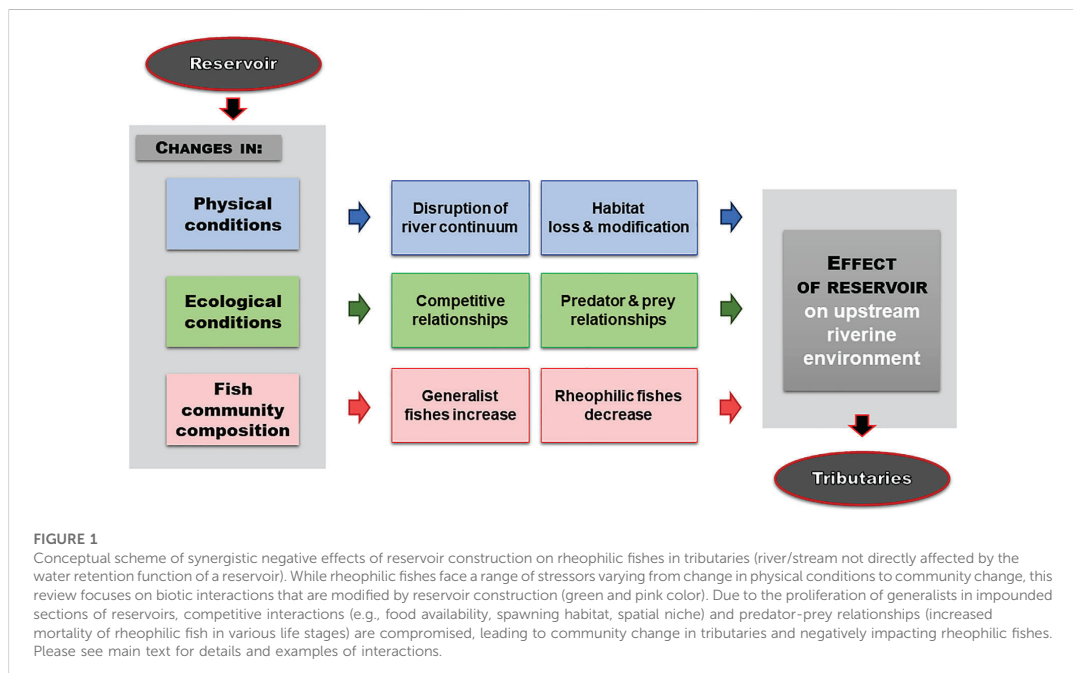 Reservoir
CHANGES IN:
Physical
conditions
Disruption of
river continuum
Habitat
loss & modification
Ecological
conditions
Competitive
relationships
Predator & prey
relationships
Fish
community
composition
Generalist
fishes increase
Rheophilic fishes
decrease
EFFECT
OF RESERVOIR
on upstream
riverine
environment
Tributaries
FIGURE 1
Conceptual scheme of synergistic negative effects of reservoir construction on rheophilic fishes in tributaries (river/stream not directly affected by the
water retention function of a reservoir). While rheophilic fishes face a range of stressors varying from change in physical conditions to community change, this
review focuses on biotic interactions that are modified by reservoir construction (green and pink color). Due to the proliferation of generalists in impounded
sections of reservoirs, competitive interactions (e.g., food availability, spawning habitat, spatial niche) and predator-prey relationships (increased
mortality of rheophilic fish in various life stages) are compromised, leading to community change in tributaries and negatively impacting rheophilic fishes.
Please see main text for details and examples of interactions.